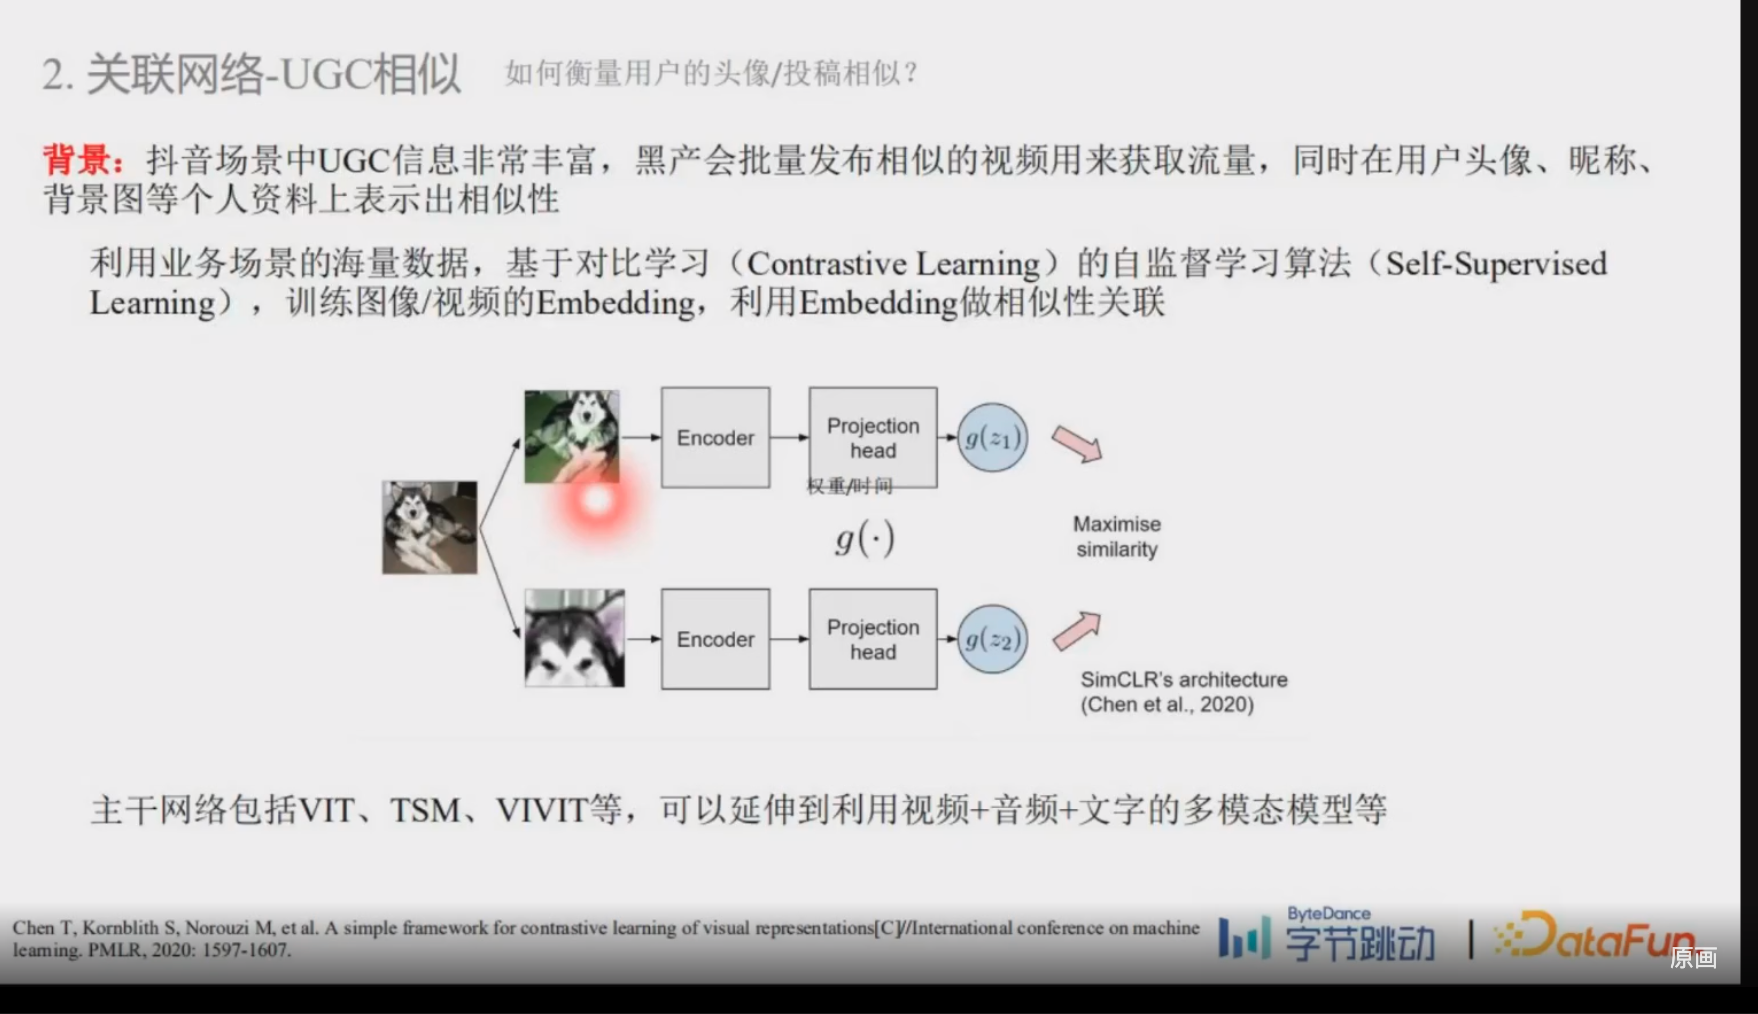 2. 关联网络-UGC相似 如何衡量用户的头像/投稿相似？
背景：抖音场景中UGC信息非常丰富，黑产会批量发布相似的视频用来获取流量，同时在用户头像、昵称、
背景图等个人资料上表示出相似性
利用业务场景的海量数据，基于对比学习（Contrastive Learning）的自监督学习算法（Self-Supervised
Learning），训练图像/视频的Embedding，利用Embedding做相似性关联
Encoder
Projection
head
g(z₁)
权重/时间
g(·)
Maximise
similarity
Encoder
Projection
head
g(z₂)
SimCLR's architecture
(Chen et al., 2020)
主干网络包括VIT、TSM、VIVIT等，可以延伸到利用视频+音频+文字的多模态模型等
Chen T, Kornblith S, Norouzi M, et al. A simple framework for contrastive learning of visual representations[C]//International conference on machine
learning. PMLR, 2020: 1597-1607.
ByteDance
字节跳动 | DataFun.
原画